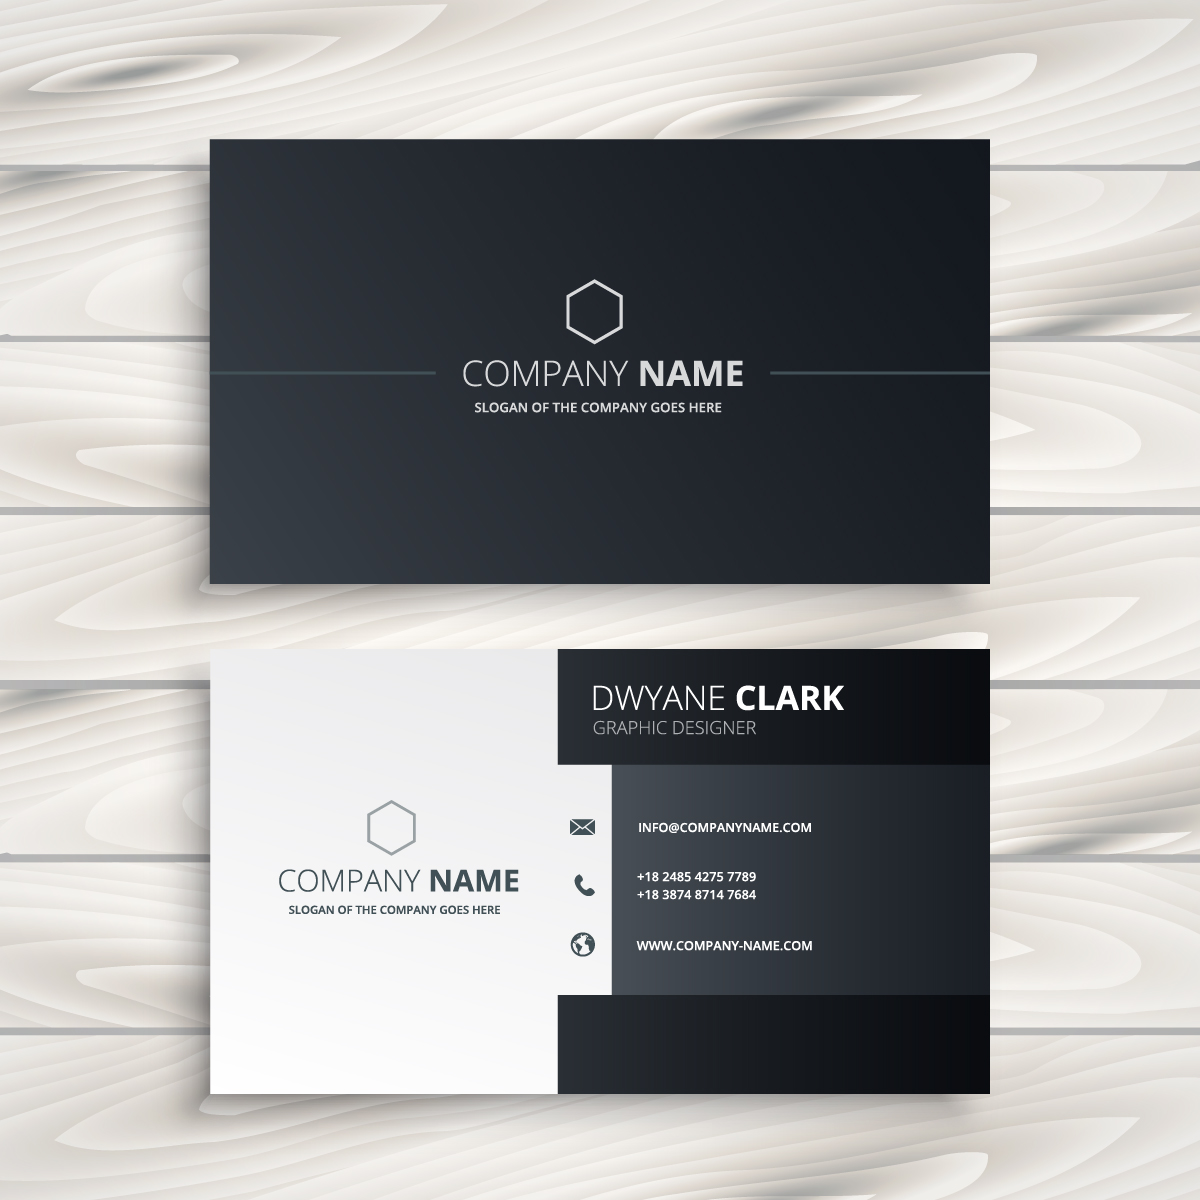 COMPANY NAME
SLOGAN OF THE COMPANY GOES HERE
DWYANE CLARK
GRAPHIC DESIGNER
COMPANY NAME
SLOGAN OF THE COMPANY GOES HERE
INFO@COMPANYNAME.COM
+18 2485 4275 7789
+18 3874 8714 7684
WWW.COMPANY-NAME.COM